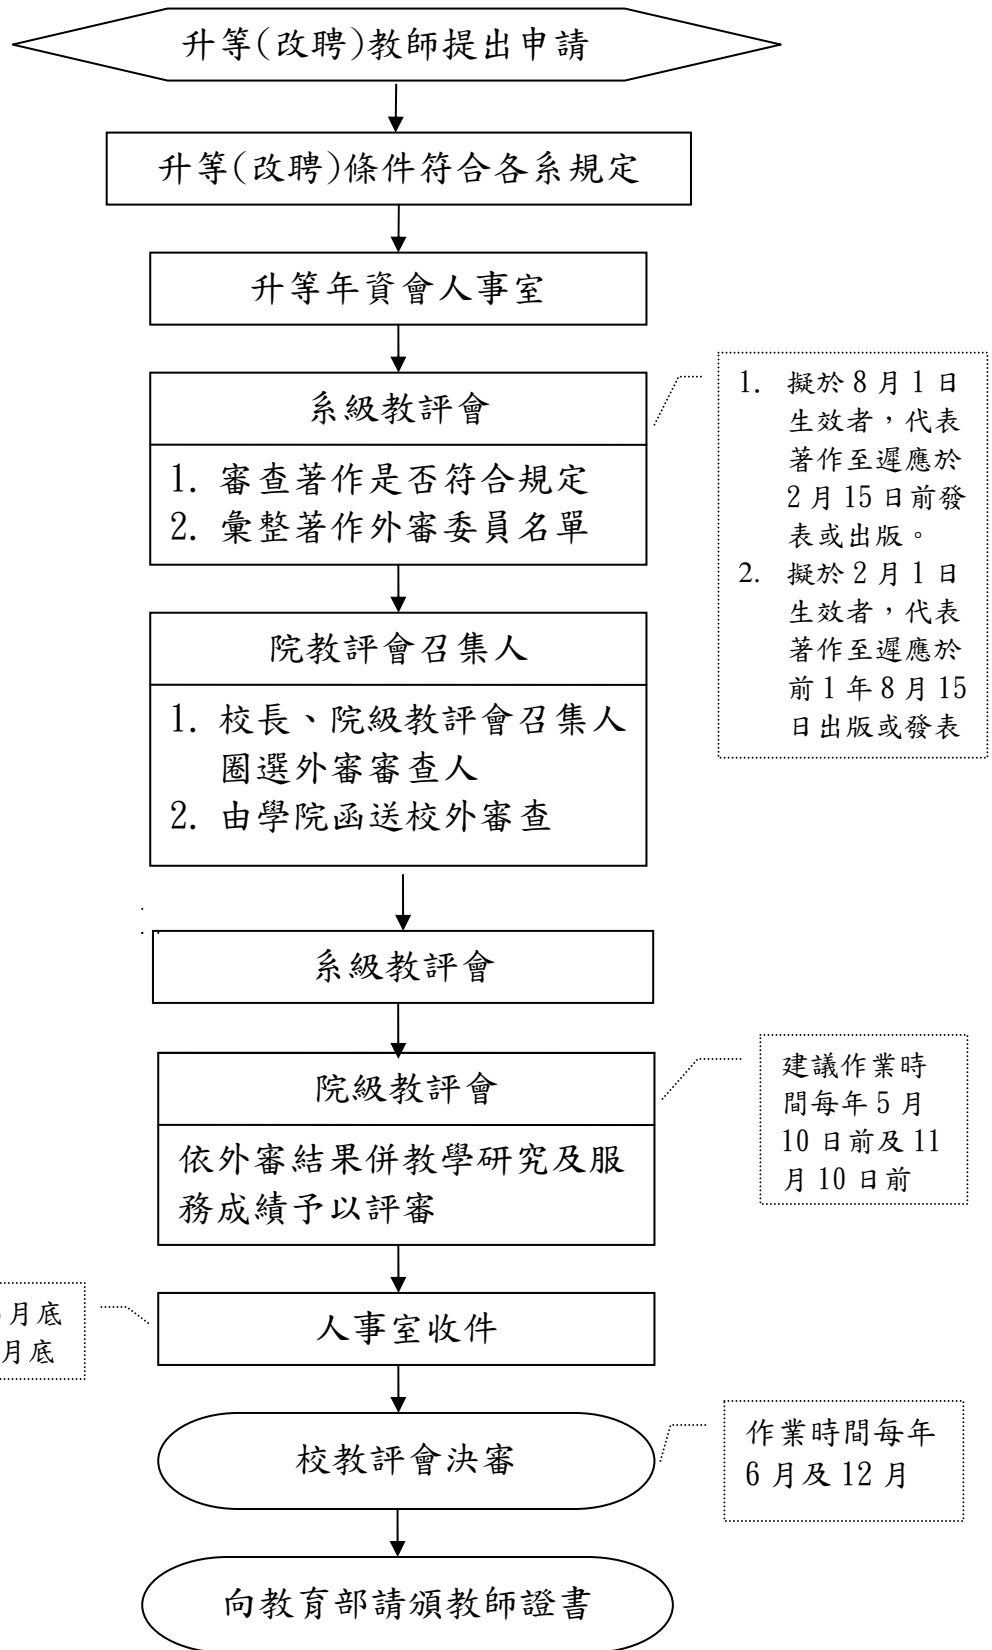 升等(改聘)教師提出申請
升等(改聘)條件符合各系規定
升等年資會人事室
系級教評會
1. 審查著作是否符合規定
2. 彙整著作外審委員名單
1. 擬於 8 月 1 日
生效者，代表
著作至遲應於
2 月 15 日前發
表或出版。
2. 擬於 2 月 1 日
生效者，代表
著作至遲應於
前 1 年 8 月 15
日出版或發表
院教評會召集人
1. 校長、院級教評會召集人
圈選外審審查人
2. 由學院函送校外審查
系級教評會
院級教評會
依外審結果併教學研究及服
務成績予以評審
建議作業時
間每年 5 月
10 日前及 11
月 10 日前
人事室收件
月底
月底
校教評會決審
作業時間每年
6 月及 12 月
向教育部請頒教師證書